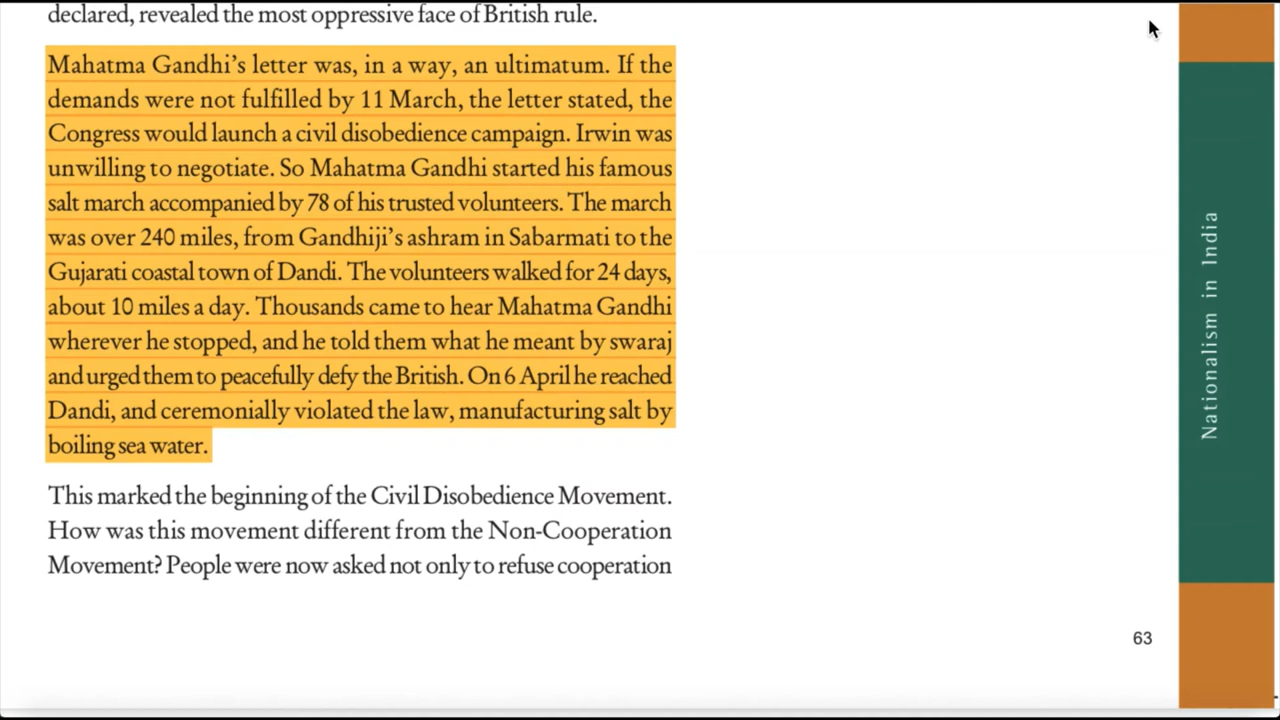 declared, revealed the most oppressive face of British rule.
Mahatma Gandhi’s letter was, in a way, an ultimatum. If the
demands were not fulfilled by 11 March, the letter stated, the
Congress would launch a civil disobedience campaign. Irwin was
unwilling to negotiate. So Mahatma Gandhi started his famous
salt march accompanied by 78 of his trusted volunteers. The march
was over 240 miles, from Gandhiji’s ashram in Sabarmati to the
Gujarati coastal town of Dandi. The volunteers walked for 24 days,
about 10 miles a day. Thousands came to hear Mahatma Gandhi
wherever he stopped, and he told them what he meant by swaraj
and urged them to peacefully defy the British. On 6 April he reached
Dandi, and ceremonially violated the law, manufacturing salt by
boiling sea water.
This marked the beginning of the Civil Disobedience Movement.
How was this movement different from the Non-Cooperation
Movement? People were now asked not only to refuse cooperation
Nationalism in India
63